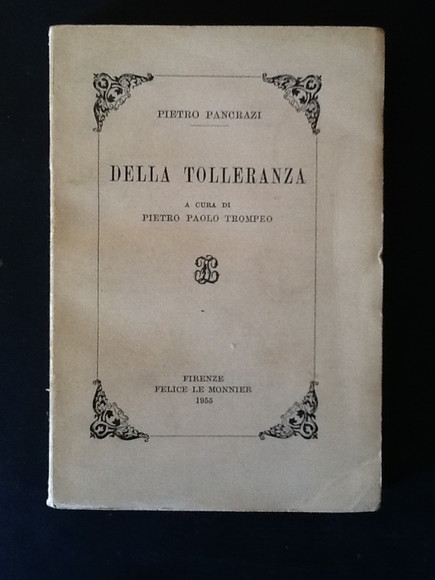 PIETRO PANCRAZI
DELLA TOLLERANZA
A CURA DI
PIETRO PAOLO TROMPEO
FIRENZE
FELICE LE MONNIER
1955